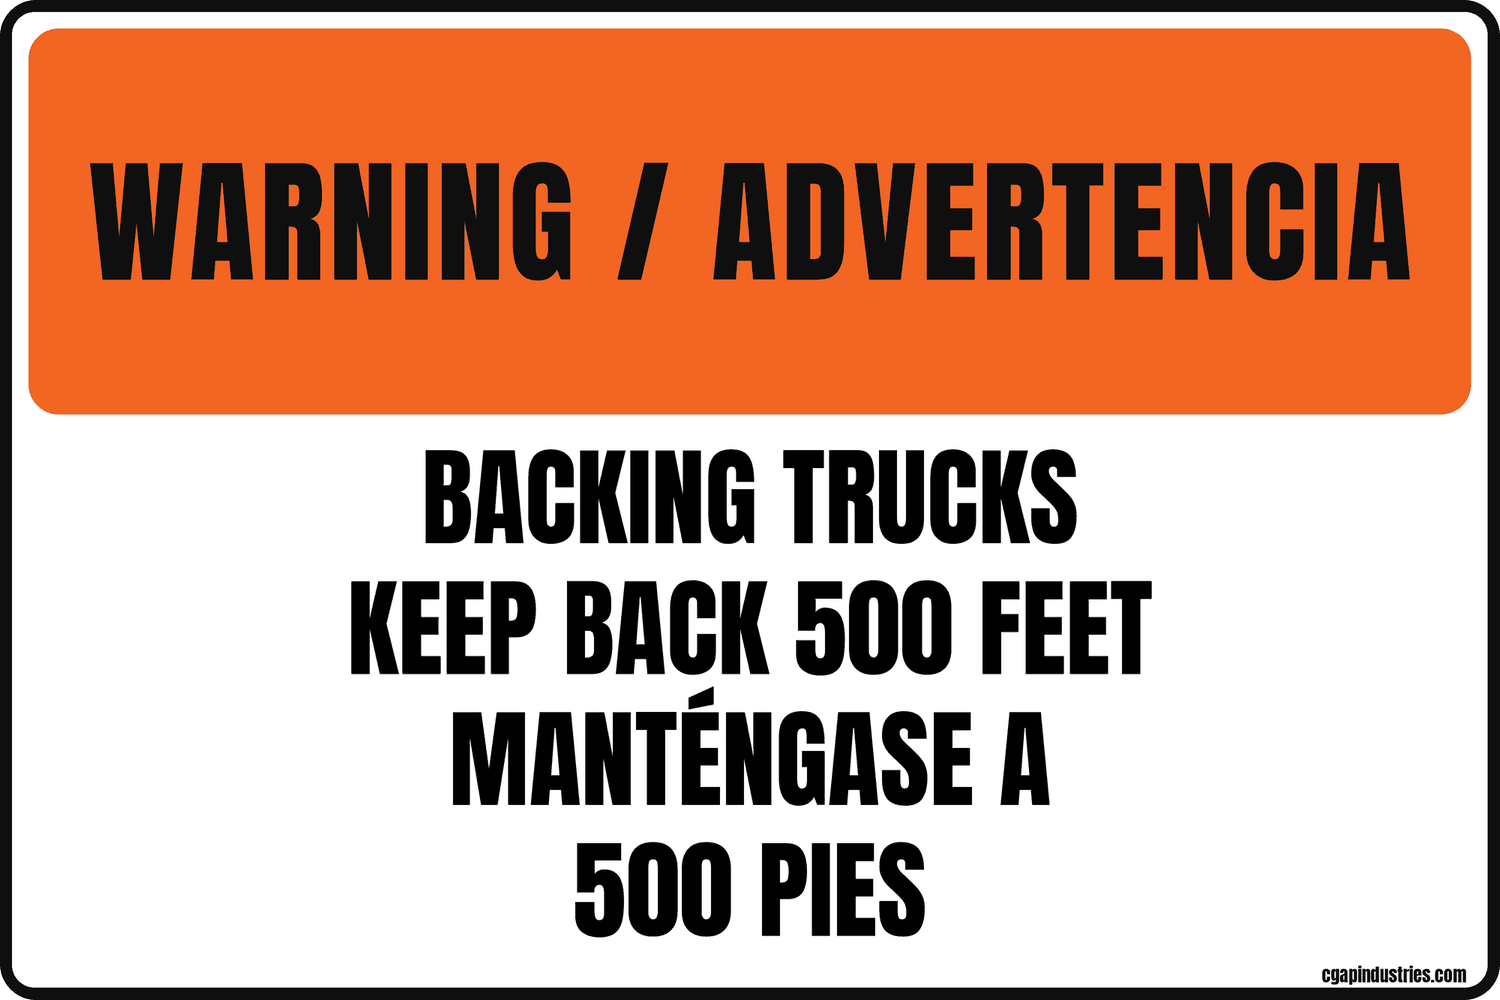 WARNING / ADVERTENCIA
BACKING TRUCKS
KEEP BACK 500 FEET
MANTÉNGASE A
500 PIES
cgapindustries.com